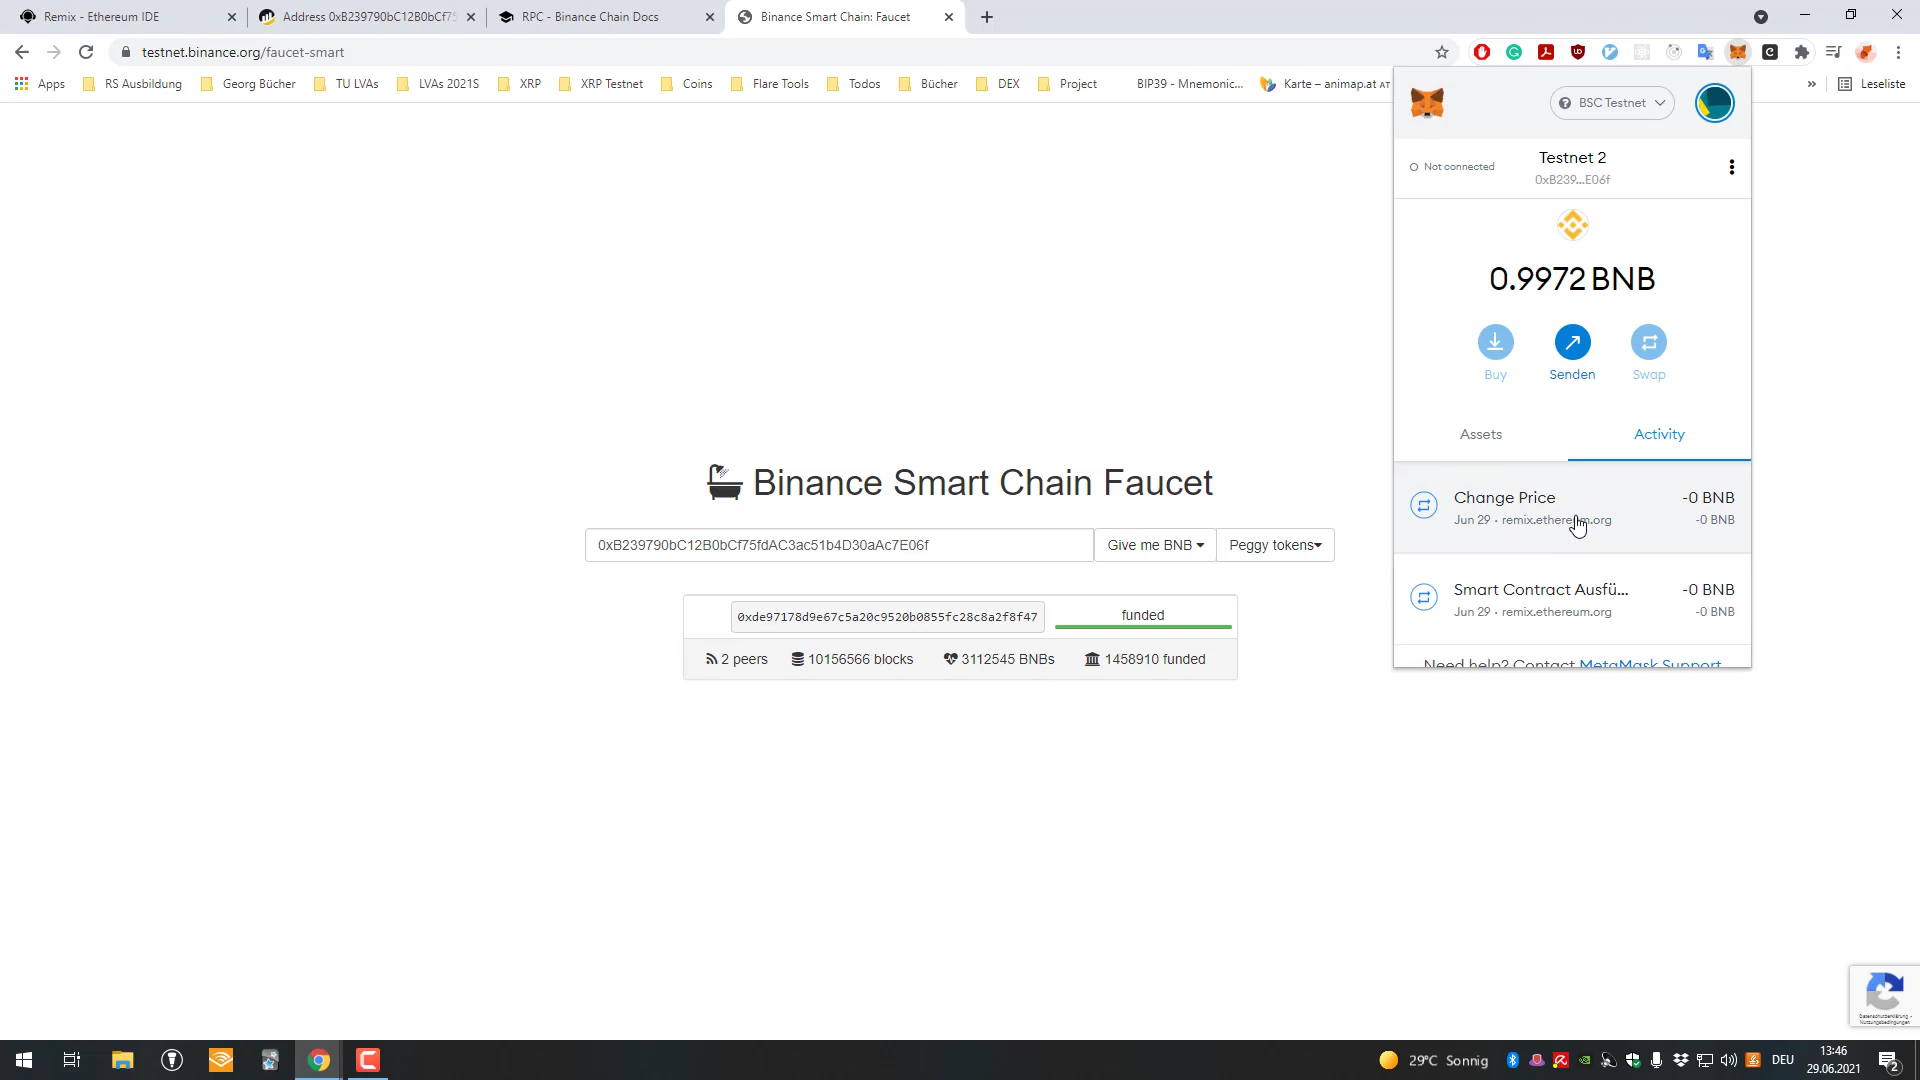 Remix - Ethereum IDE
Address 0xB239790bC12B0bCf75
RPC - Binance Chain Docs
Binance Smart Chain: Faucet
testnet.binance.org/faucet-smart
Apps
RS Ausbildung
Georg Bücher
TU LVAs
LVAs 2021S
XRP
XRP Testnet
Coins
Flare Tools
Todos
Bücher
DEX
Project
BIP39 - Mnemonic...
Karte – animap.at AT
»
Leseliste
BSC Testnet
Not connected
Testnet 2
0xB239...E06f
0.9972 BNB
Buy
Senden
Swap
Assets
Activity
Change Price
-0 BNB
Jun 29 · remix.ethereum.org
-0 BNB
Smart Contract Ausfü...
-0 BNB
Jun 29 · remix.ethereum.org
-0 BNB
Need help? Contact MetaMask Support
Binance Smart Chain Faucet
0xB239790bC12B0bCf75fdAC3ac51b4D30aAc7E06f
Give me BNB
Peggy tokens
0xde97178d9e67c5a20c9520b0855fc28c8a2f8f47
funded
2 peers
10156566 blocks
3112545 BNBs
1458910 funded
Datenschutzerklärung -
Nutzungsbedingungen
29°C Sonnig
DEU
13:46
29.06.2021
2